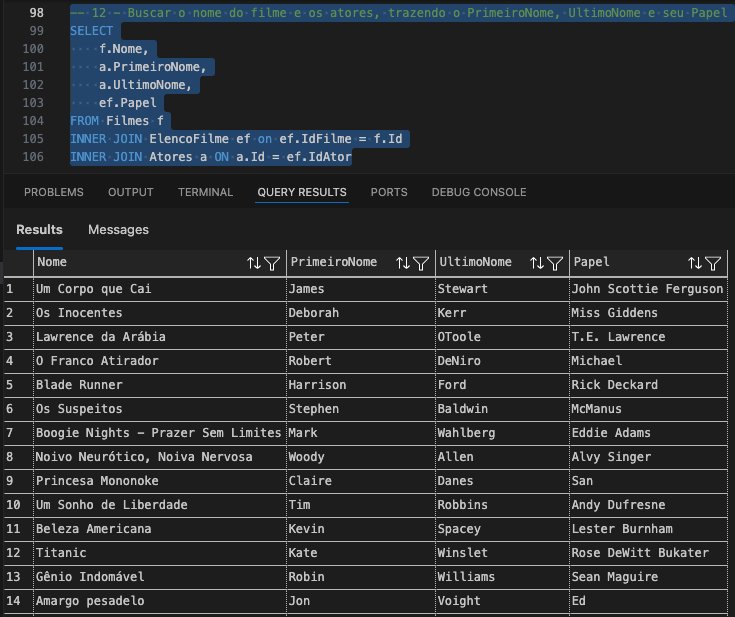 98 -- 12 - Buscar o nome do filme e os atores, trazendo o PrimeiroNome, UltimoNome e seu Papel
99 SELECT
100 f.Nome,
101 a.PrimeiroNome,
102 a.UltimoNome,
103 ef.Papel
104 FROM Filmes f
105 INNER JOIN ElencoFilme ef on ef.IdFilme = f.Id
106 INNER JOIN Atores a ON a.Id = ef.IdAtor
PROBLEMS OUTPUT TERMINAL QUERY RESULTS PORTS DEBUG CONSOLE
Results Messages
Nome PrimeiroNome UltimoNome Papel
1 Um Corpo que Cai James Stewart John Scottie Ferguson
2 Os Inocentes Deborah Kerr Miss Giddens
3 Lawrence da Arábia Peter OToole T.E. Lawrence
4 O Franco Atirador Robert DeNiro Michael
5 Blade Runner Harrison Ford Rick Deckard
6 Os Suspeitos Stephen Baldwin McManus
7 Boogie Nights - Prazer Sem Limites Mark Wahlberg Eddie Adams
8 Noivo Neurótico, Noiva Nervosa Woody Allen Alvy Singer
9 Princesa Mononoke Claire Danes San
10 Um Sonho de Liberdade Tim Robbins Andy Dufresne
11 Beleza Americana Kevin Spacey Lester Burnham
12 Titanic Kate Winslet Rose DeWitt Bukater
13 Gênio Indomável Robin Williams Sean Maguire
14 Amargo pesadelo Jon Voight Ed